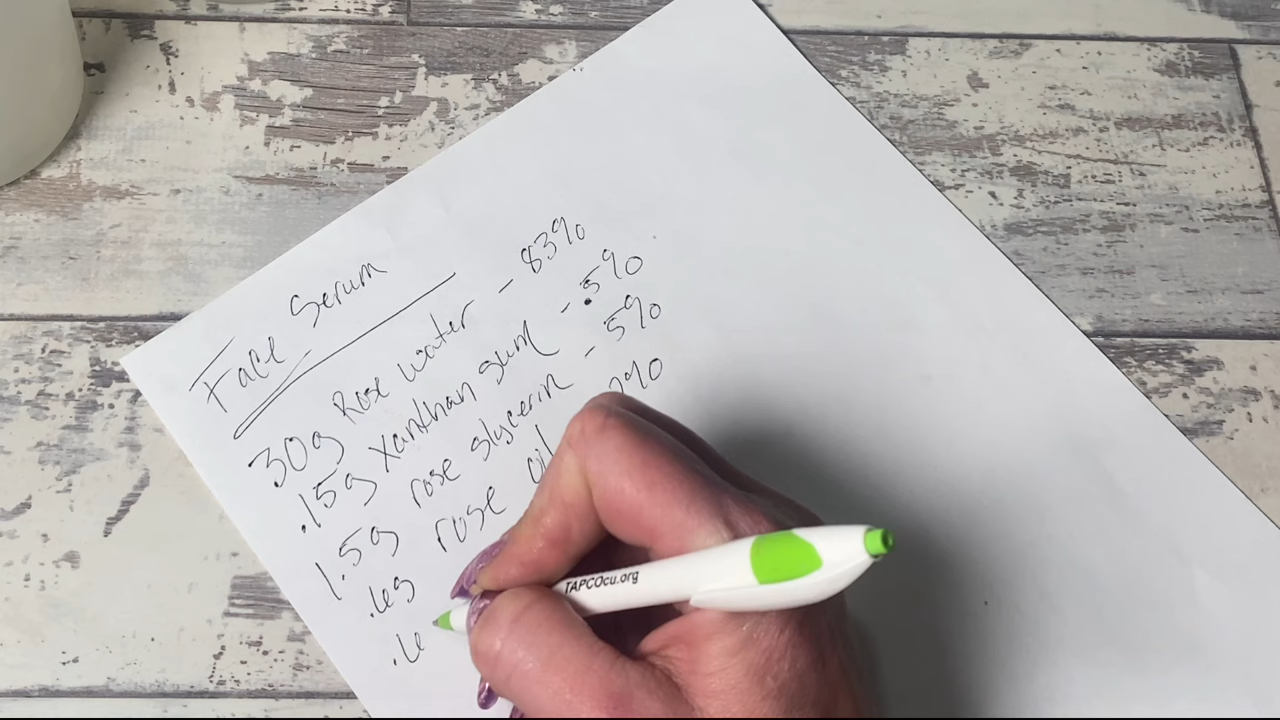 Face Serum
30g Rose water - 83%
.15g Xanthan gum - .5%
1.5g rose glycerin - 5%
.6g rose oil %
.6
TAPCOcu.org